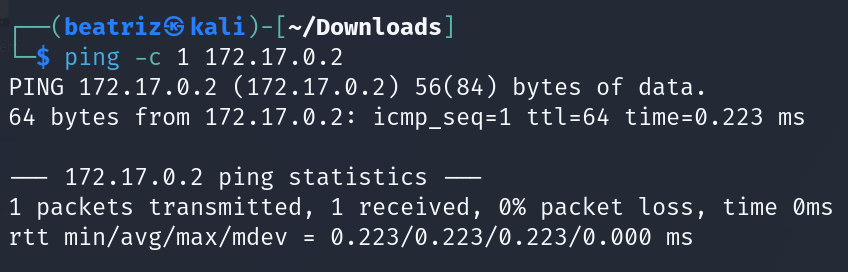 ┌──(beatriz㉿kali)-[~/Downloads]
└─$ ping -c 1 172.17.0.2
PING 172.17.0.2 (172.17.0.2) 56(84) bytes of data.
64 bytes from 172.17.0.2: icmp_seq=1 ttl=64 time=0.223 ms
--- 172.17.0.2 ping statistics ---
1 packets transmitted, 1 received, 0% packet loss, time 0ms
rtt min/avg/max/mdev = 0.223/0.223/0.223/0.000 ms